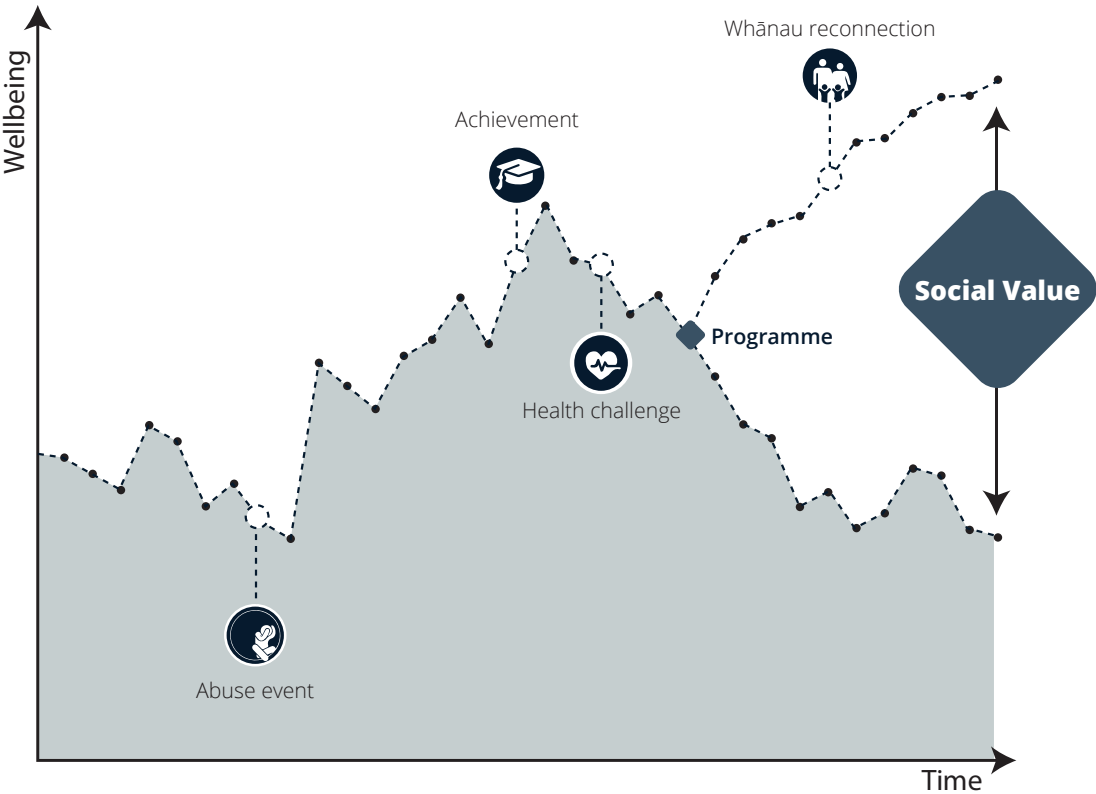 Whānau reconnection
Wellbeing
Achievement
Social Value
Programme
Health challenge
Abuse event
Time